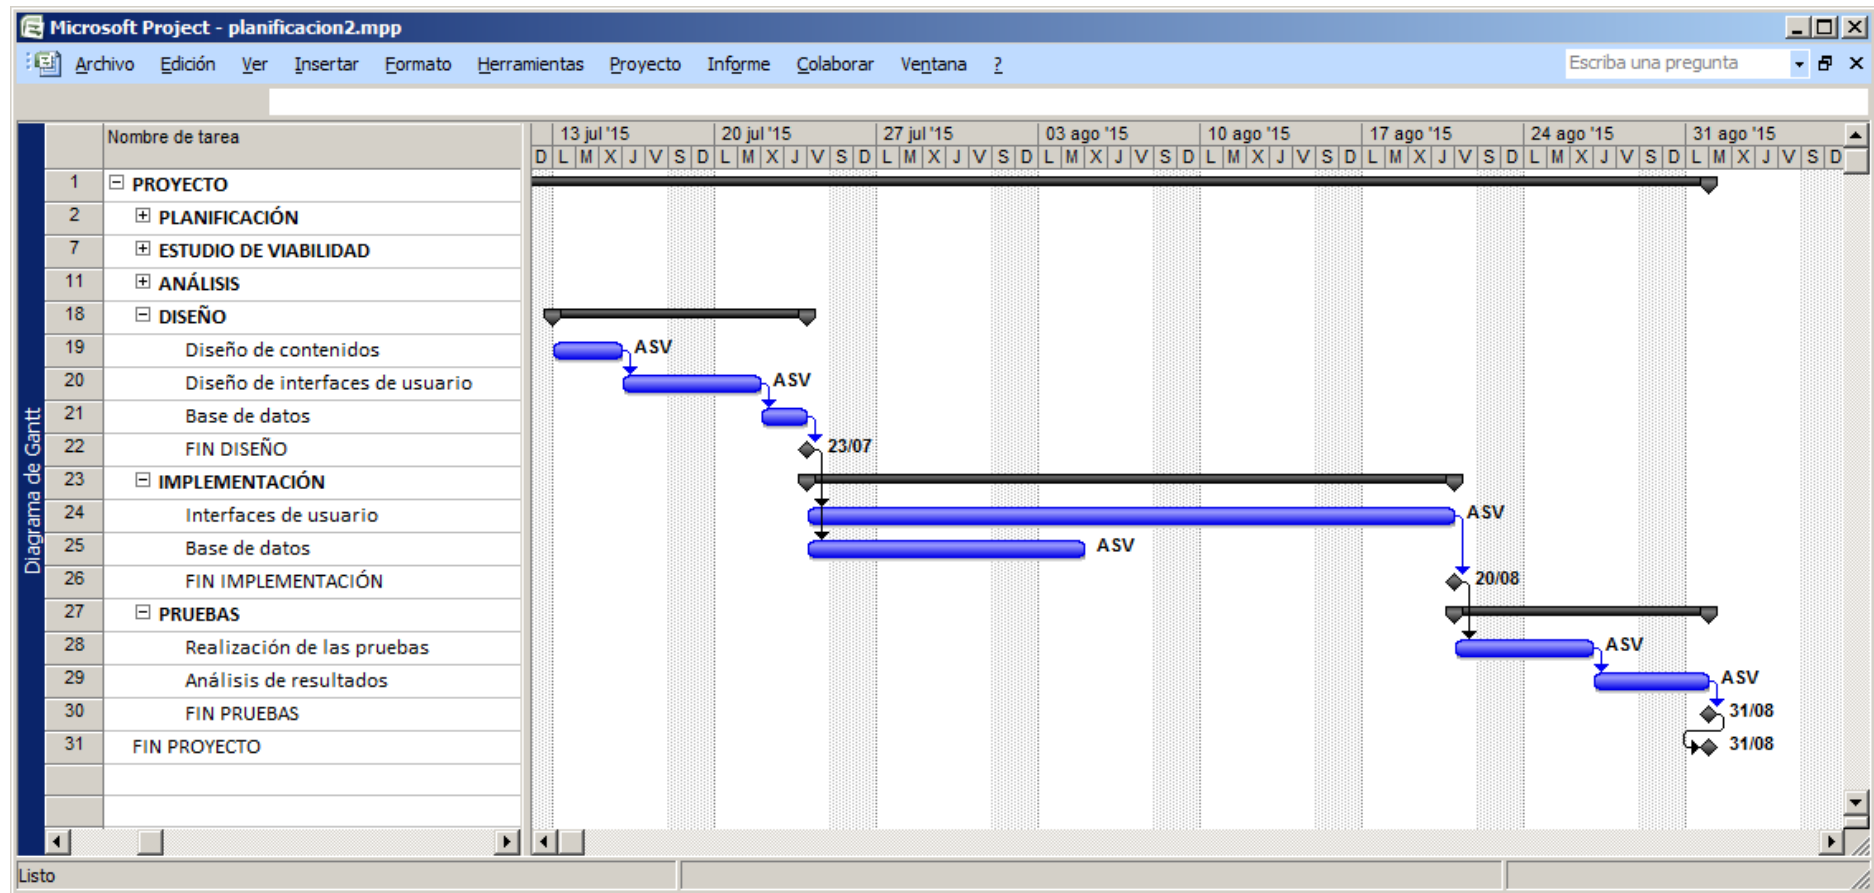 Microsoft Project - planificacion2.mpp
Archivo Edición Ver Insertar Formato Herramientas Proyecto Informe Colaborar Ventana ? Escriba una pregunta
Nombre de tarea 13 jul '15 20 jul '15 27 jul '15 03 ago '15 10 ago '15 17 ago '15 24 ago '15 31 ago '15
D L M X J V S D L M X J V S D L M X J V S D L M X J V S D L M X J V S D L M X J V S D L M X J V S D L M X J V S D
1 PROYECTO
2 PLANIFICACIÓN
7 ESTUDIO DE VIABILIDAD
11 ANÁLISIS
18 DISEÑO
19 Diseño de contenidos ASV
20 Diseño de interfaces de usuario ASV
21 Base de datos
22 FIN DISEÑO 23/07
23 IMPLEMENTACIÓN
24 Interfaces de usuario ASV
25 Base de datos ASV
26 FIN IMPLEMENTACIÓN 20/08
27 PRUEBAS
28 Realización de las pruebas ASV
29 Análisis de resultados ASV
30 FIN PRUEBAS 31/08
31 FIN PROYECTO 31/08
Diagrama de Gantt
Listo